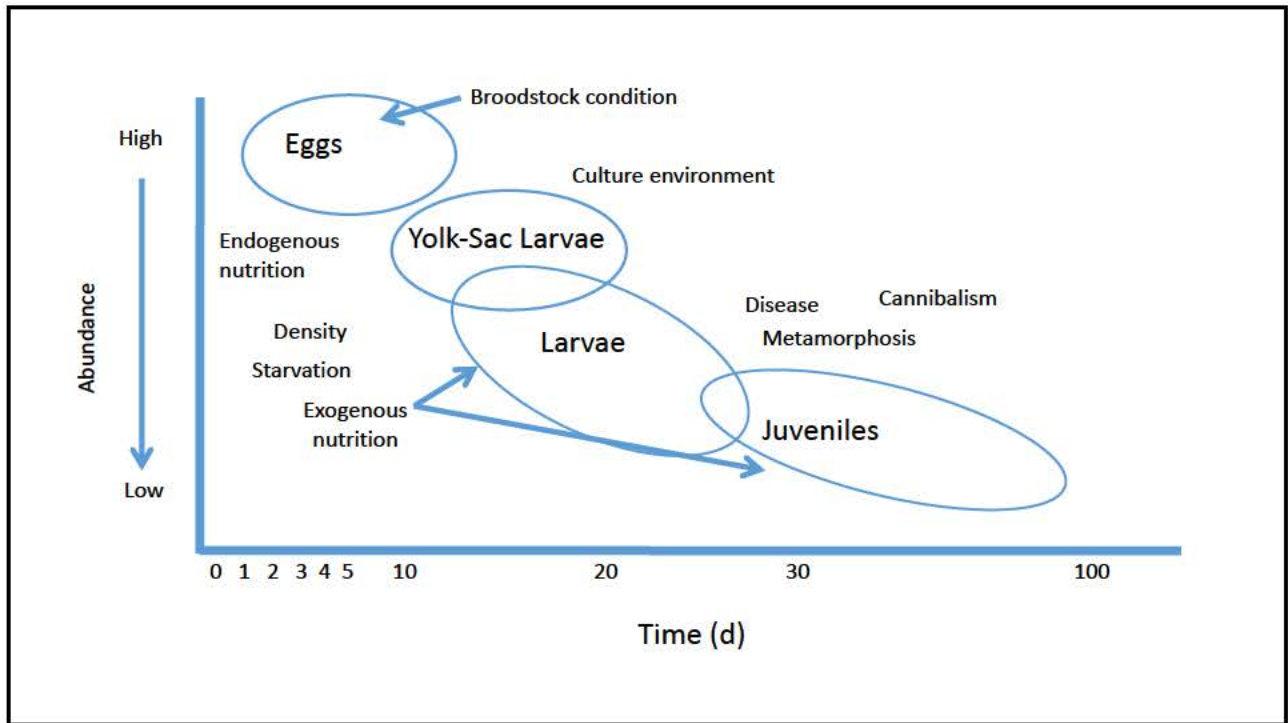 Broodstock condition
High
Eggs
Culture environment
Endogenous
nutrition
Yolk-Sac Larvae
Disease
Cannibalism
Density
Metamorphosis
Larvae
Starvation
Abundance
Exogenous
nutrition
Juveniles
Low
0 1 2 3 4 5 10 20 30 100
Time (d)